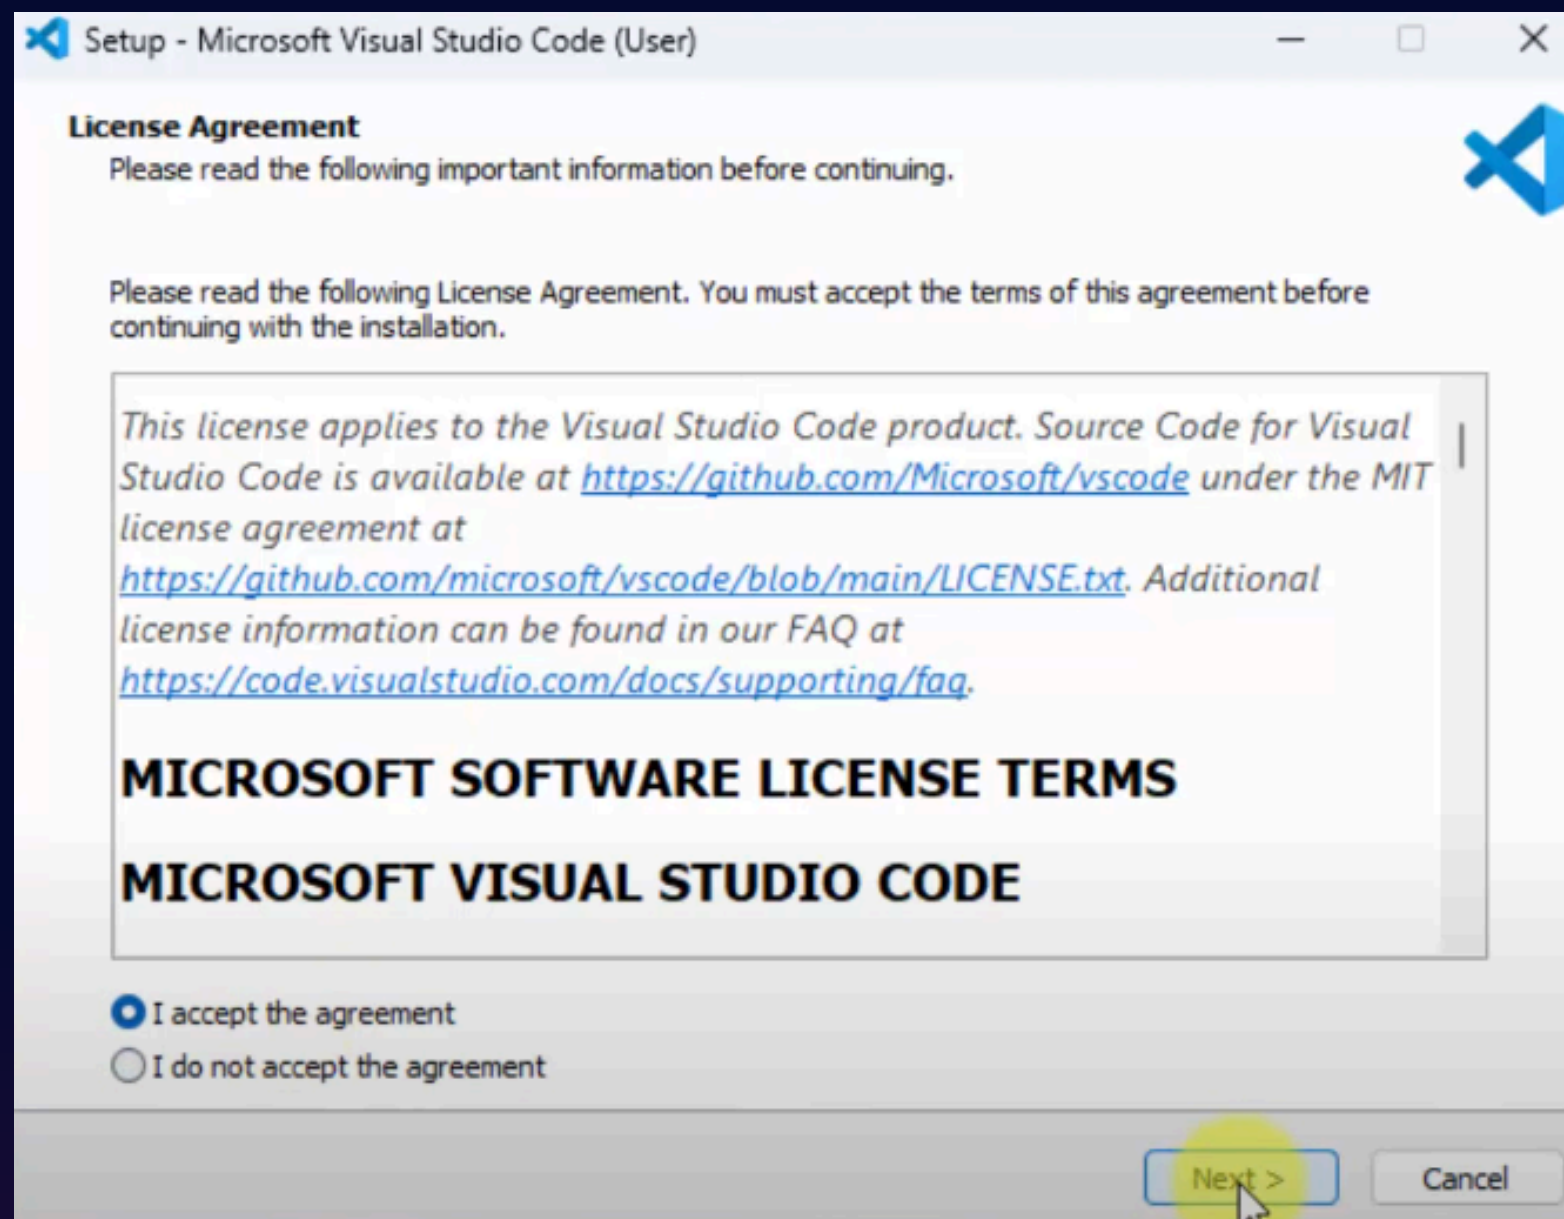 Setup - Microsoft Visual Studio Code (User)
License Agreement
Please read the following important information before continuing.
Please read the following License Agreement. You must accept the terms of this agreement before
continuing with the installation.
This license applies to the Visual Studio Code product. Source Code for Visual
Studio Code is available at https://github.com/Microsoft/vscode under the MIT
license agreement at
https://github.com/microsoft/vscode/blob/main/LICENSE.txt. Additional
license information can be found in our FAQ at
https://code.visualstudio.com/docs/supporting/faq.
MICROSOFT SOFTWARE LICENSE TERMS
MICROSOFT VISUAL STUDIO CODE
I accept the agreement
I do not accept the agreement
Next > Cancel